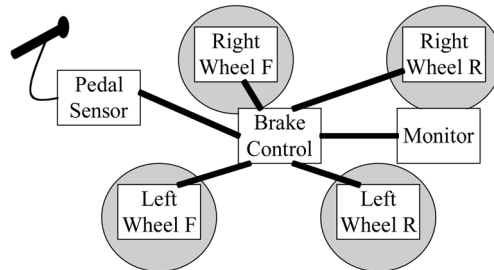 Right
Wheel F
Right
Wheel R
Pedal
Sensor
Brake
Control
Monitor
Left
Wheel F
Left
Wheel R